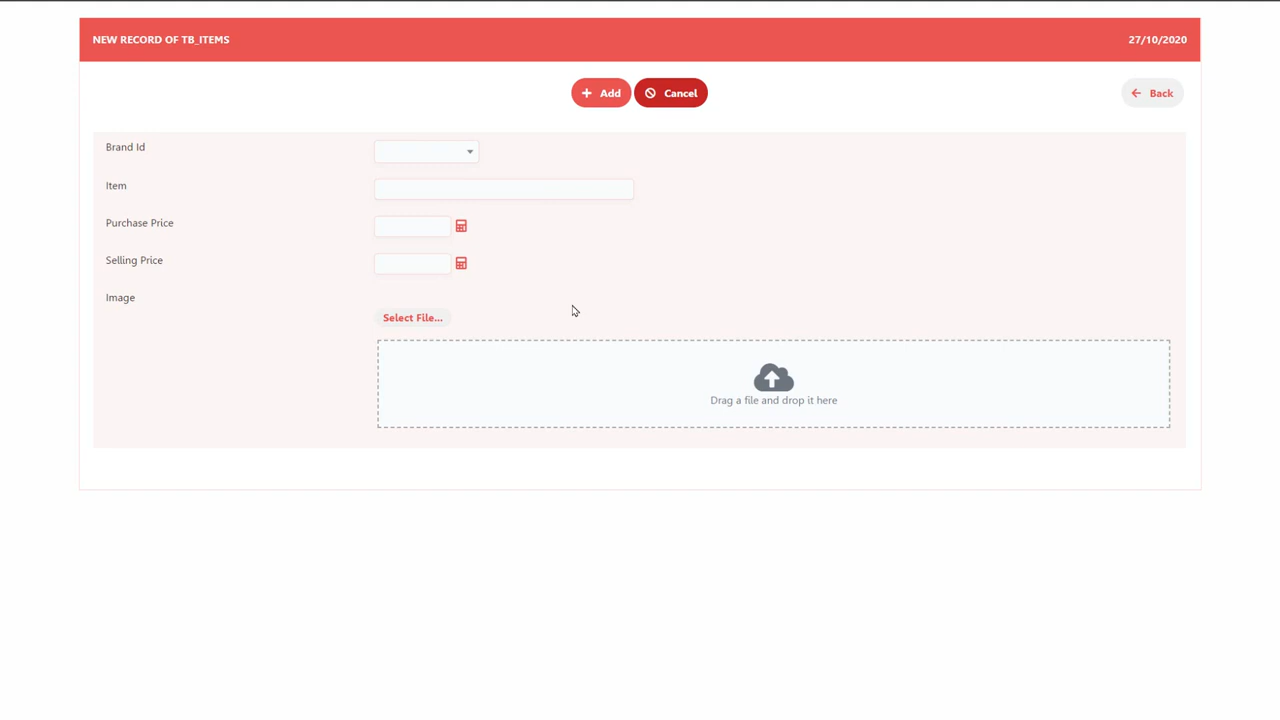 NEW RECORD OF TB_ITEMS 27/10/2020
Add Cancel Back
Brand Id
Item
Purchase Price
Selling Price
Image
Select File...
Drag a file and drop it here